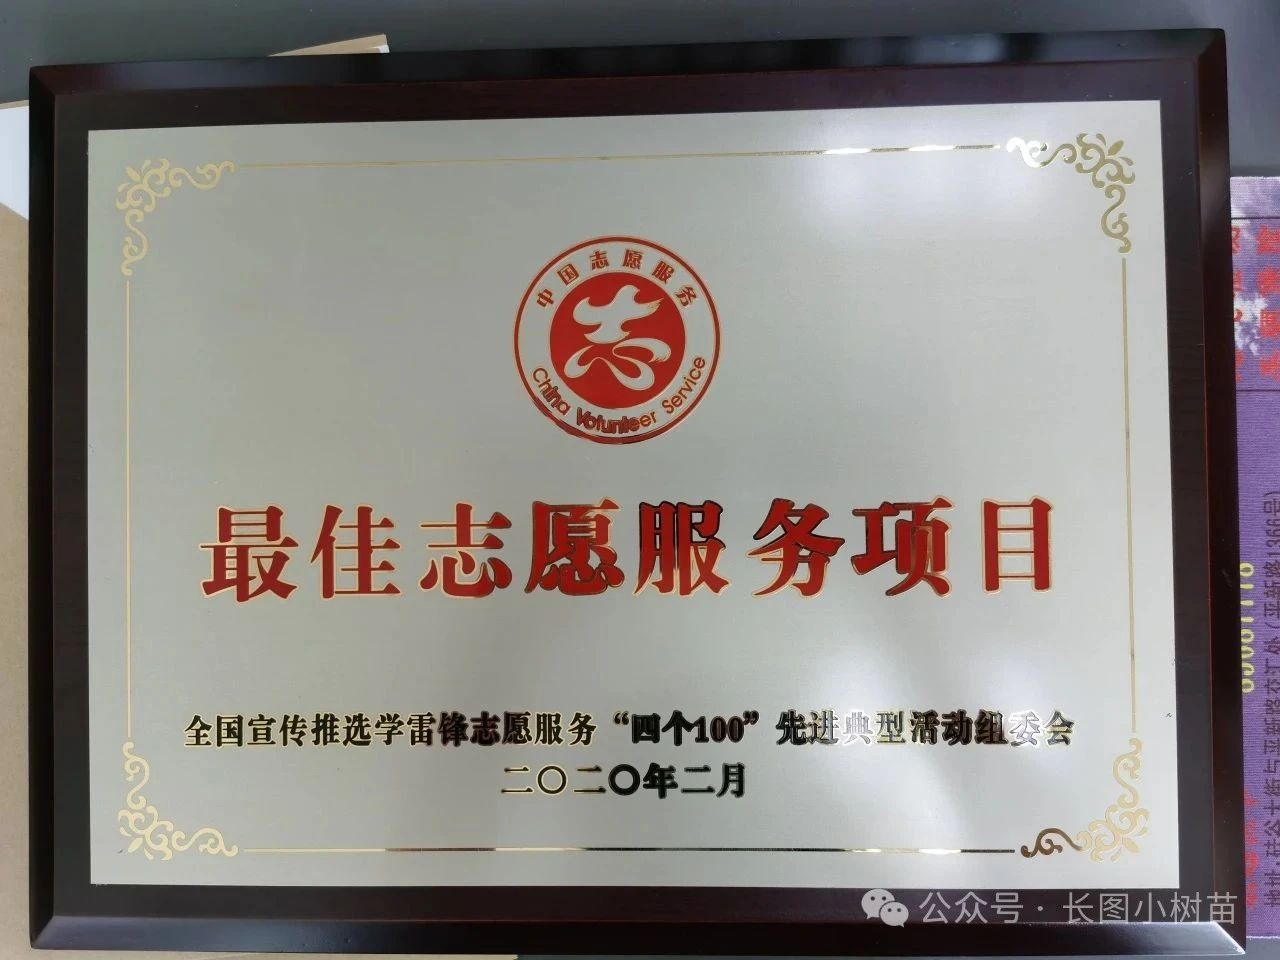 中国志愿服务
China Volunteer Service
最佳志愿服务项目
全国宣传推选学雷锋志愿服务“四个100”先进典型活动组委会
二〇二〇年二月
公众号·长图小树苗